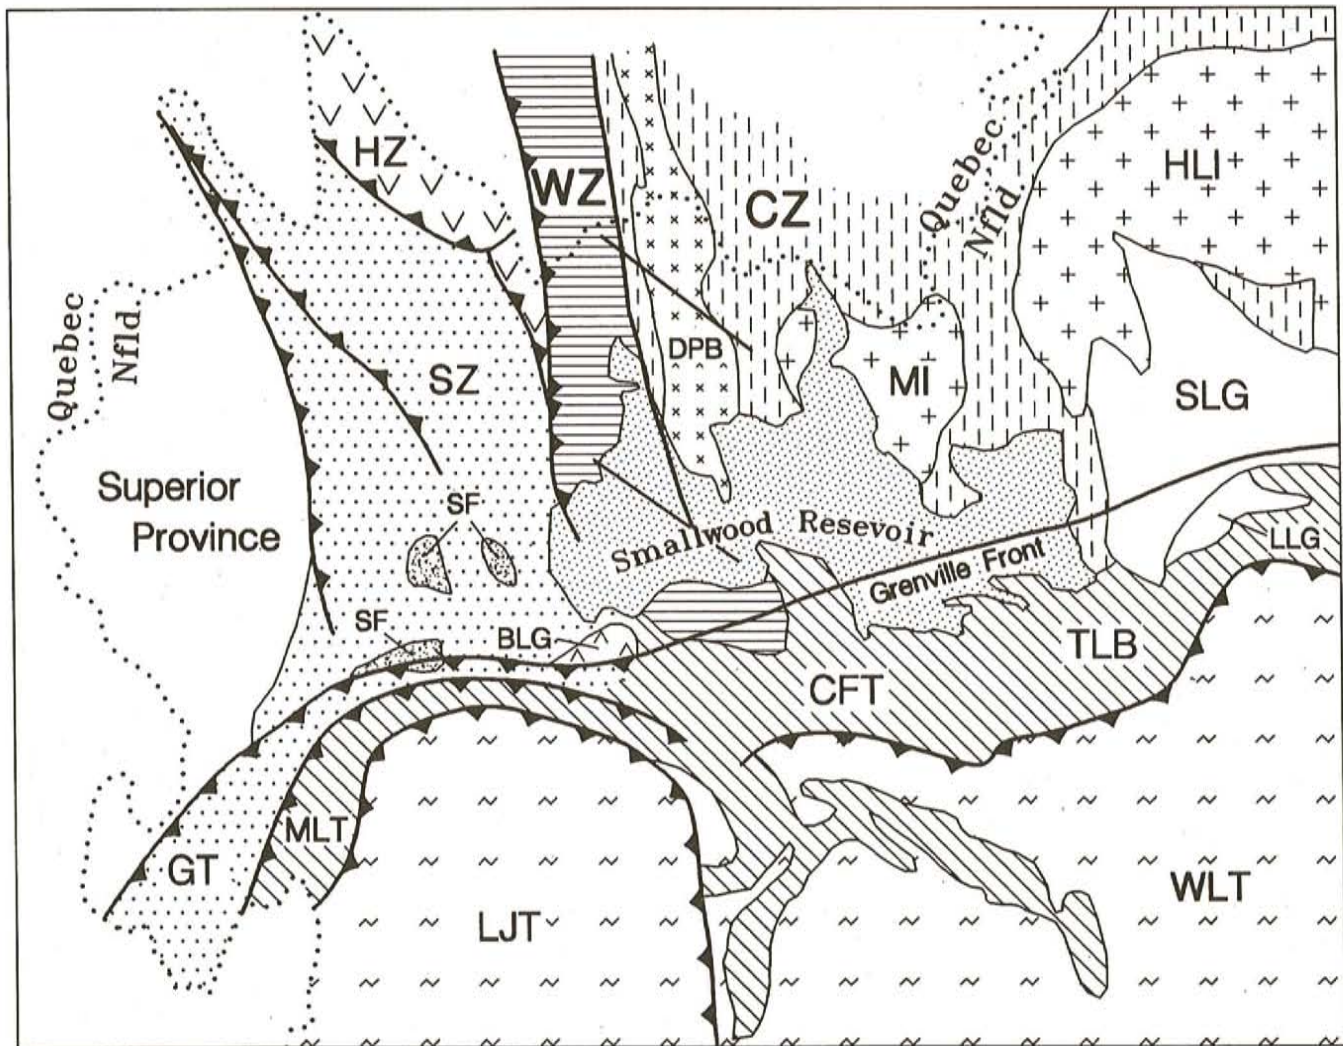 HZ
WZ
CZ
Quebec
Nfld.
HLI
Quebec
Nfld.
SZ
DPB
MI
SLG
Superior
Province
SF
Smallwood Resevoir
Grenville Front
LLG
SF
BLG
TLB
CFT
MLT
GT
LJT
WLT